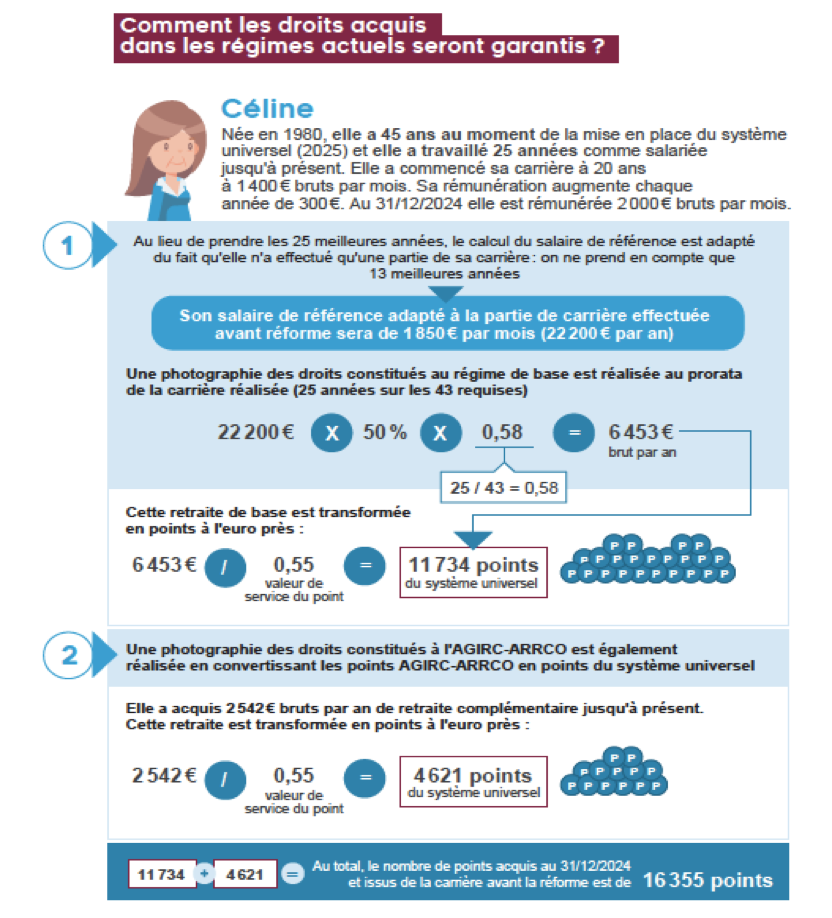 Comment les droits acquis
dans les régimes actuels seront garantis ?
Céline
Née en 1980, elle a 45 ans au moment de la mise en place du système
universel (2025) et elle a travaillé 25 années comme salariée
jusqu'à présent. Elle a commencé sa carrière à 20 ans
à 1 400 € bruts par mois. Sa rémunération augmente chaque
année de 300 €. Au 31/12/2024 elle est rémunérée 2 000 € bruts par mois.
1
Au lieu de prendre les 25 meilleures années, le calcul du salaire de référence est adapté
du fait qu'elle n'a effectué qu'une partie de sa carrière : on ne prend en compte que
13 meilleures années
Son salaire de référence adapté à la partie de carrière effectuée
avant réforme sera de 1 850 € par mois (22 200 € par an)
Une photographie des droits constitués au régime de base est réalisée au prorata
de la carrière réalisée (25 années sur les 43 requises)
22 200 € X 50 % X 0,58 = 6 453 €
brut par an
25 / 43 = 0,58
Cette retraite de base est transformée
en points à l'euro près :
6 453 € / 0,55 = 11 734 points
valeur de
service du point
du système universel
P P P P
P P P P P P P P P
P P P P P P P P P P
2
Une photographie des droits constitués à l'AGIRC-ARRCO est également
réalisée en convertissant les points AGIRC-ARRCO en points du système universel
Elle a acquis 2 542 € bruts par an de retraite complémentaire jusqu'à présent.
Cette retraite est transformée en points à l'euro près :
2 542 € / 0,55 = 4 621 points
valeur de
service du point
du système universel
P P
P P P P P
P P P P P P
11 734 + 4 621 =
Au total, le nombre de points acquis au 31/12/2024
et issus de la carrière avant la réforme est de 16 355 points